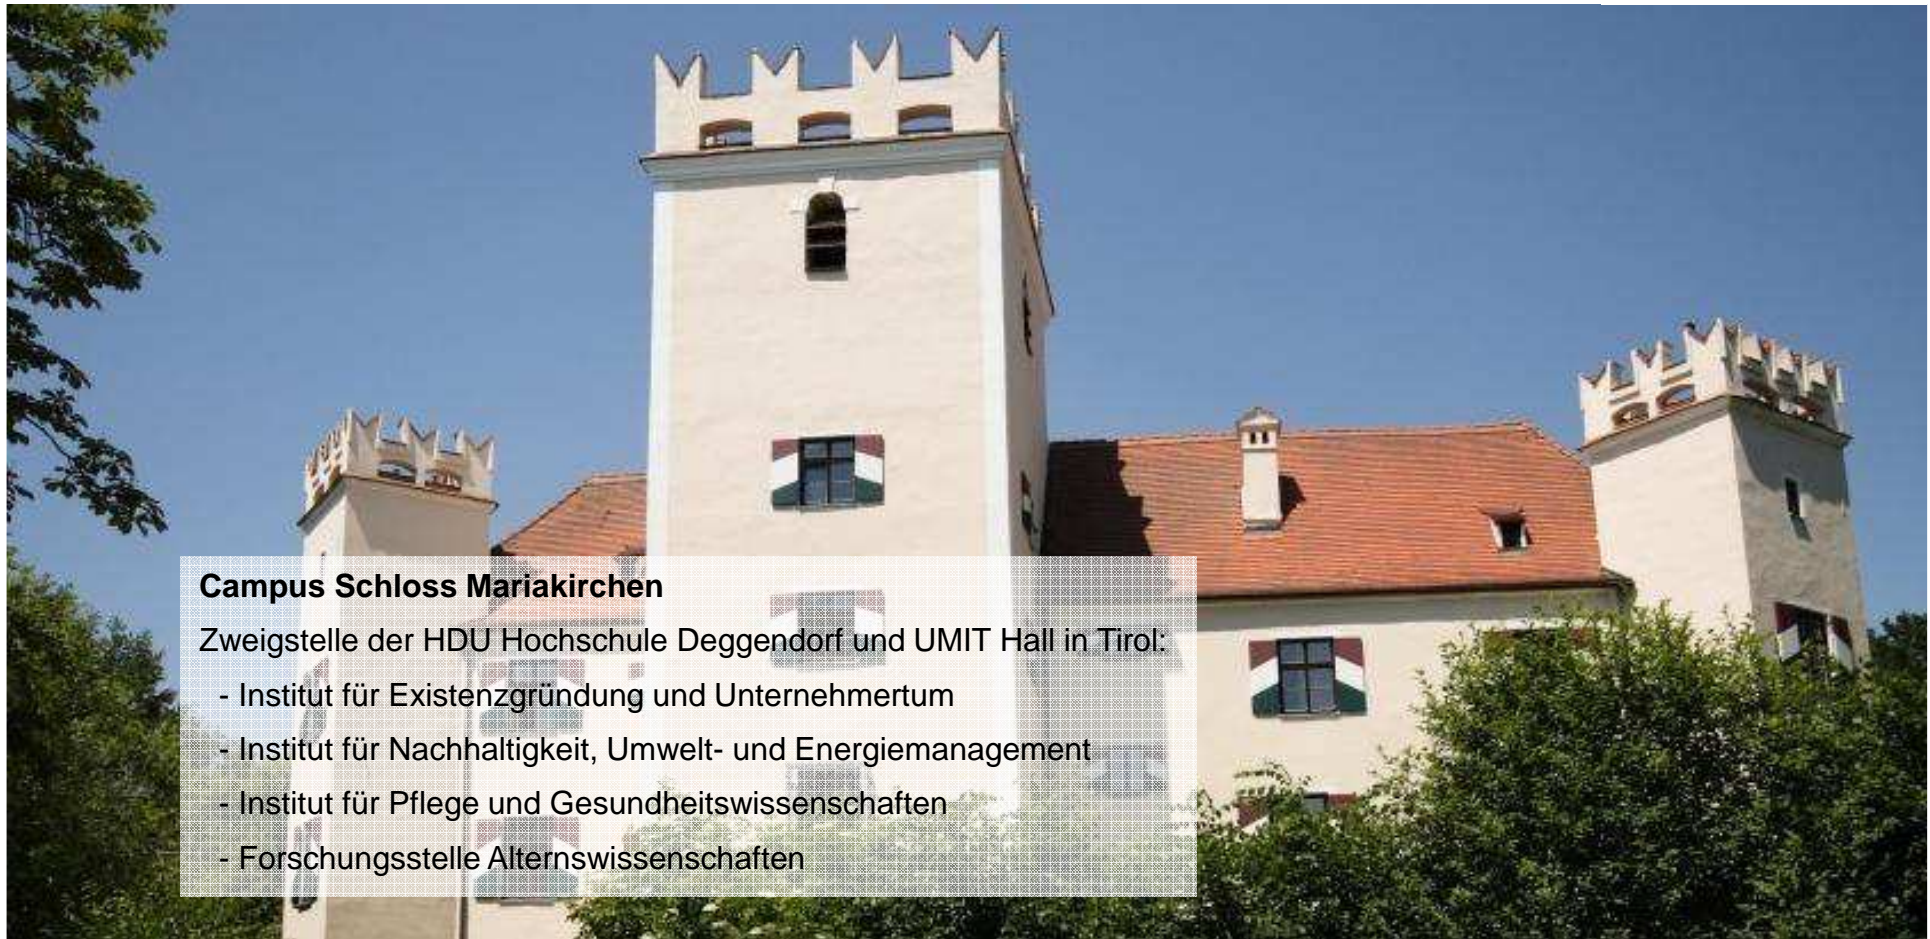 Campus Schloss Mariakirchen
Zweigstelle der HDU Hochschule Deggendorf und UMIT Hall in Tirol:
- Institut für Existenzgründung und Unternehmertum
- Institut für Nachhaltigkeit, Umwelt- und Energiemanagement
- Institut für Pflege und Gesundheitswissenschaften
- Forschungsstelle Alternswissenschaften